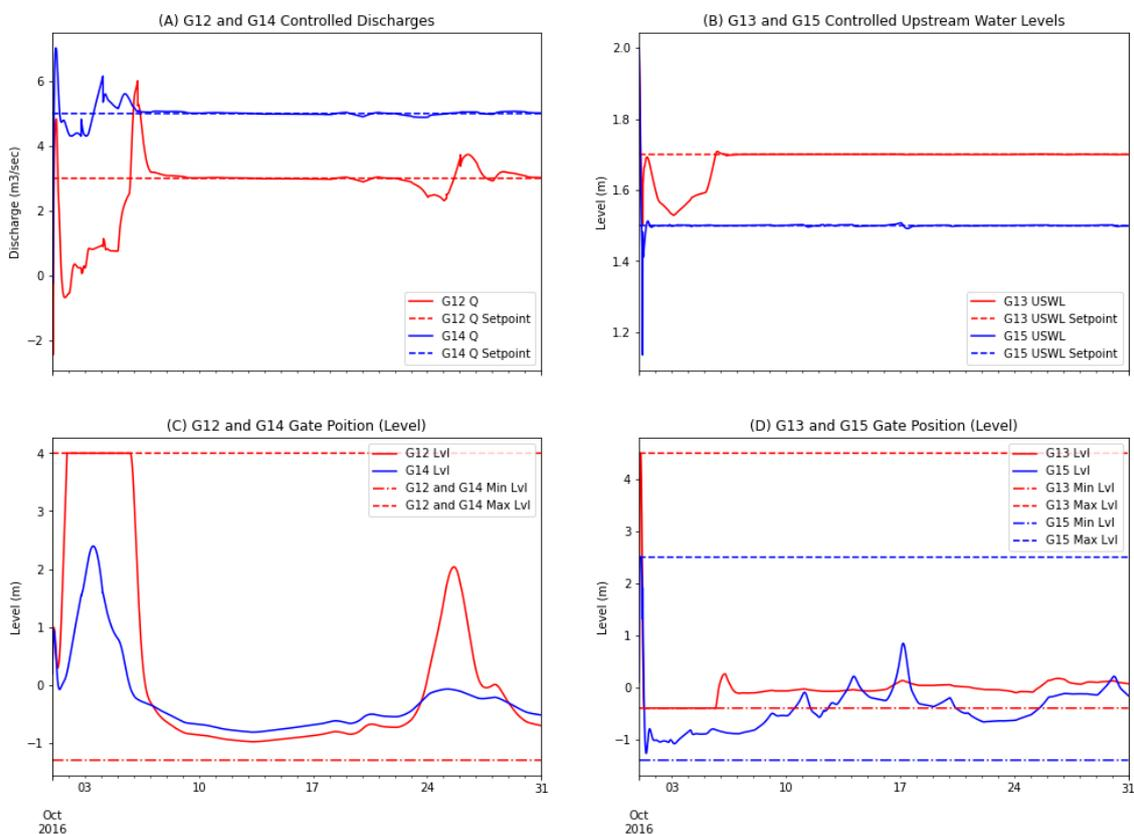 (A) G12 and G14 Controlled Discharges
Discharge (m3/sec)
6
4
2
0
−2
G12 Q
G12 Q Setpoint
G14 Q
G14 Q Setpoint
(B) G13 and G15 Controlled Upstream Water Levels
Level (m)
2.0
1.8
1.6
1.4
1.2
G13 USWL
G13 USWL Setpoint
G15 USWL
G15 USWL Setpoint
(C) G12 and G14 Gate Poition (Level)
Level (m)
4
3
2
1
0
−1
G12 Lvl
G14 Lvl
G12 and G14 Min Lvl
G12 and G14 Max Lvl
03
10
17
24
31
Oct
2016
(D) G13 and G15 Gate Position (Level)
Level (m)
4
3
2
1
0
−1
G13 Lvl
G15 Lvl
G13 Min Lvl
G13 Max Lvl
G15 Min Lvl
G15 Max Lvl
03
10
17
24
31
Oct
2016